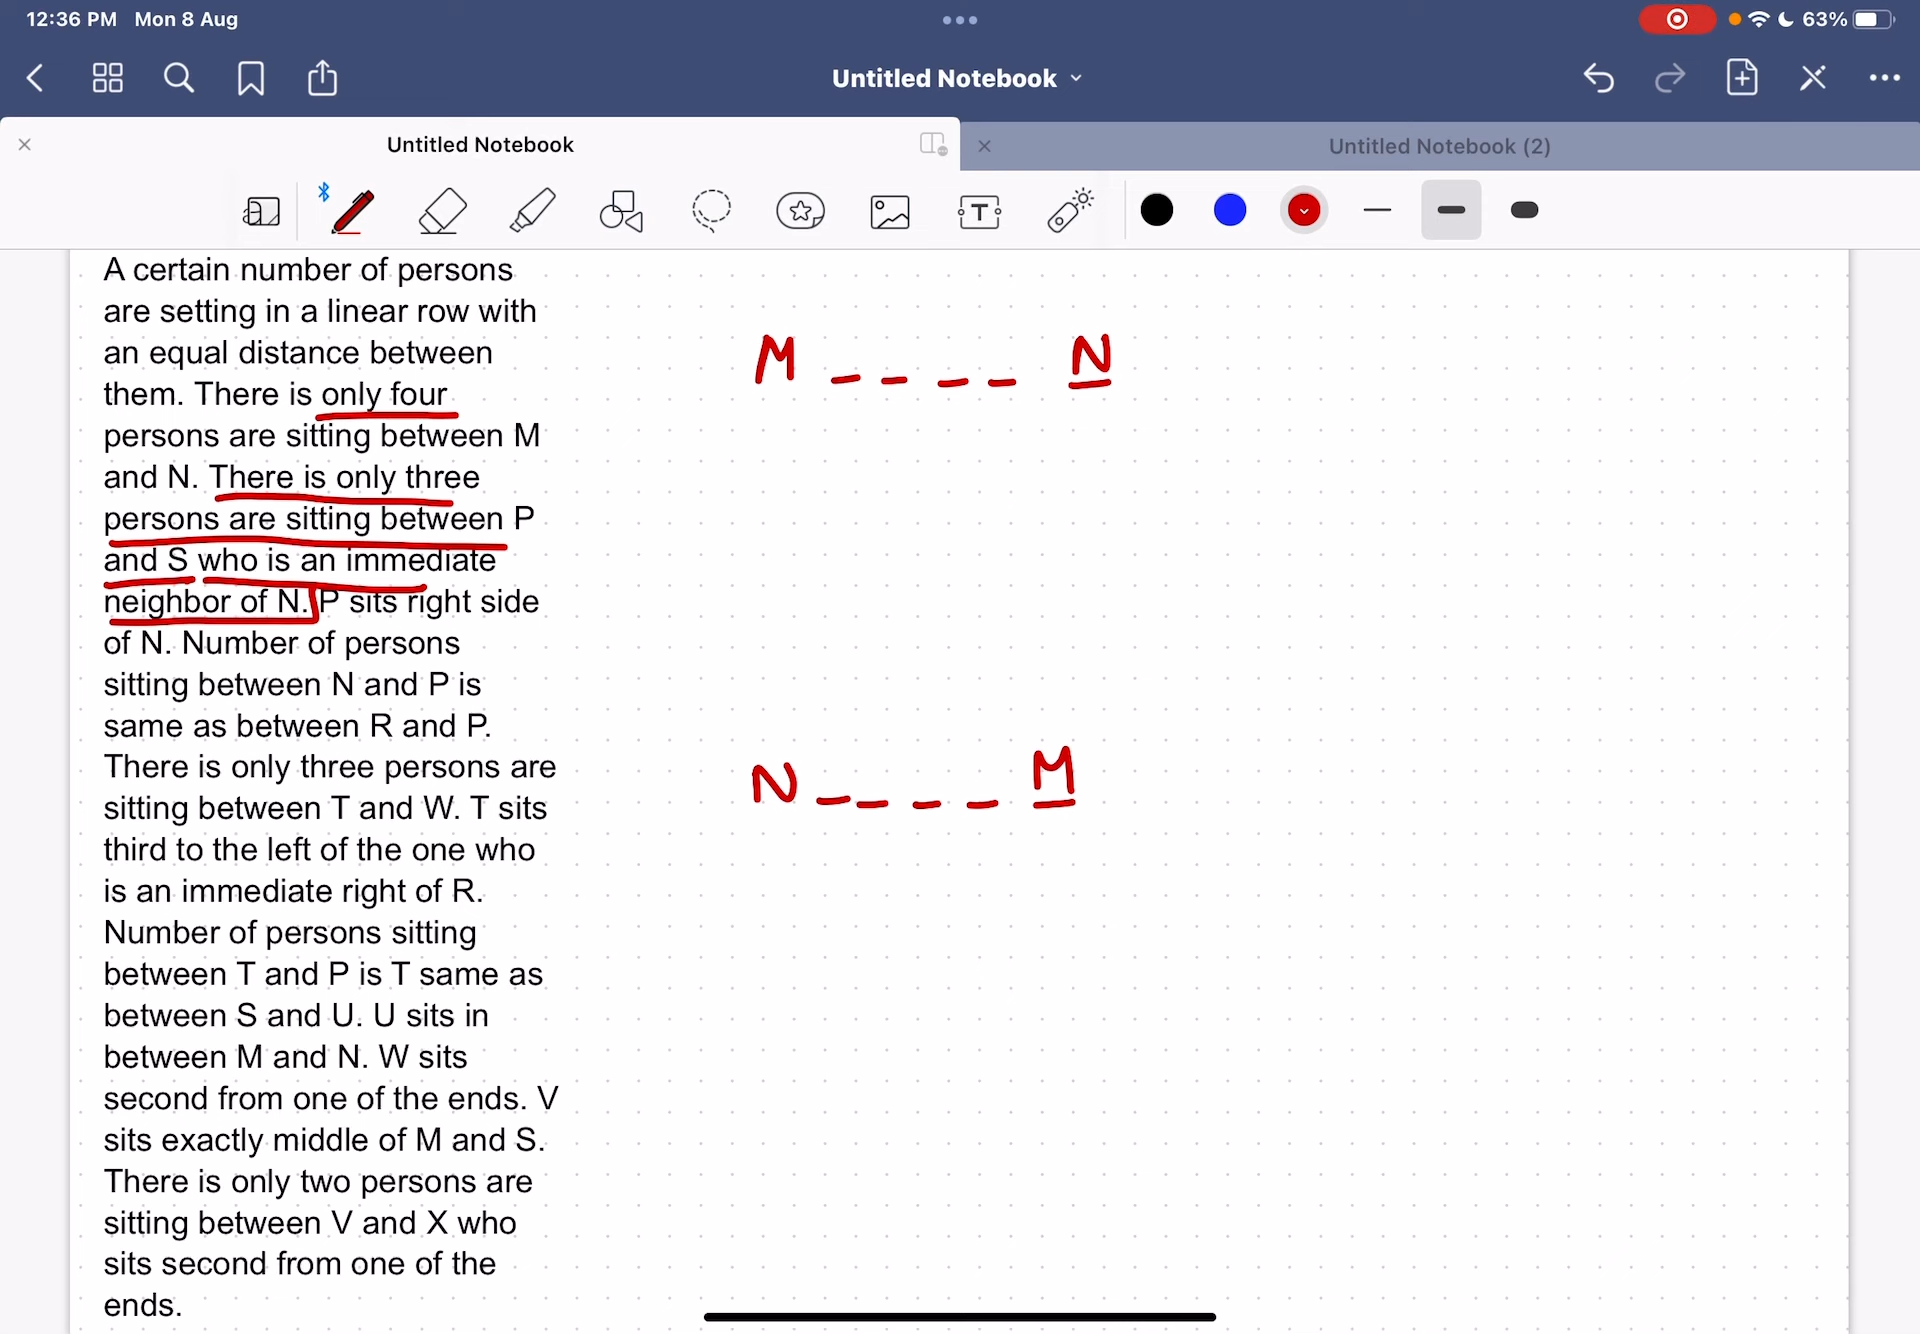 12:36 PM Mon 8 Aug
63%
Untitled Notebook
Untitled Notebook
Untitled Notebook (2)
A certain number of persons
are setting in a linear row with
an equal distance between
them. There is only four
persons are sitting between M
and N. There is only three
persons are sitting between P
and S who is an immediate
neighbor of N. P sits right side
of N. Number of persons
sitting between N and P is
same as between R and P.
There is only three persons are
sitting between T and W. T sits
third to the left of the one who
is an immediate right of R.
Number of persons sitting
between T and P is T same as
between S and U. U sits in
between M and N. W sits
second from one of the ends. V
sits exactly middle of M and S.
There is only two persons are
sitting between V and X who
sits second from one of the
ends.
M _ _ _ _ N
N _ _ _ _ M